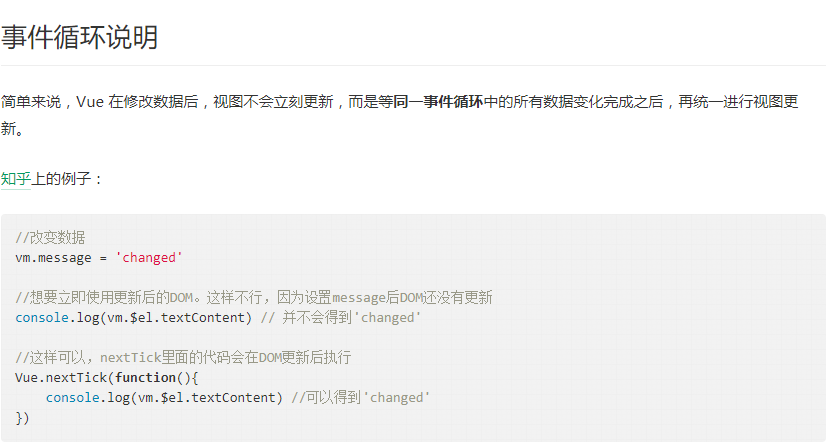 事件循环说明
简单来说，Vue 在修改数据后，视图不会立刻更新，而是等同一事件循环中的所有数据变化完成之后，再统一进行视图更
新。
知乎上的例子：
//改变数据
vm.message = 'changed'
//想要立即使用更新后的DOM。这样不行，因为设置message后DOM还没有更新
console.log(vm.$el.textContent) // 并不会得到'changed'
//这样可以，nextTick里面的代码会在DOM更新后执行
Vue.nextTick(function(){
    console.log(vm.$el.textContent) //可以得到'changed'
})